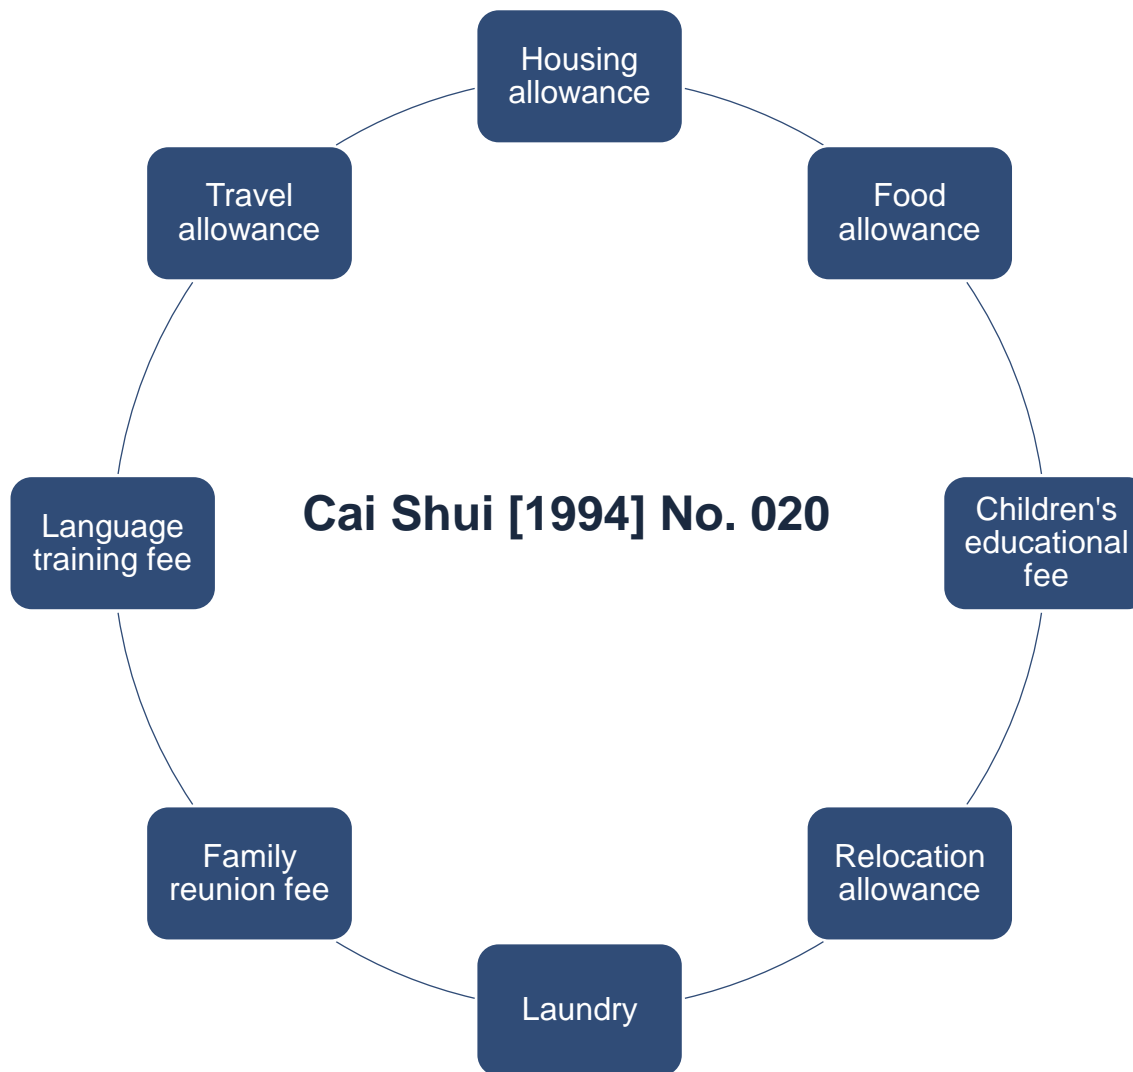 Housing
allowance
Travel
allowance
Food
allowance
Cai Shui [1994] No. 020
Language
training fee
Children's
educational
fee
Family
reunion fee
Relocation
allowance
Laundry